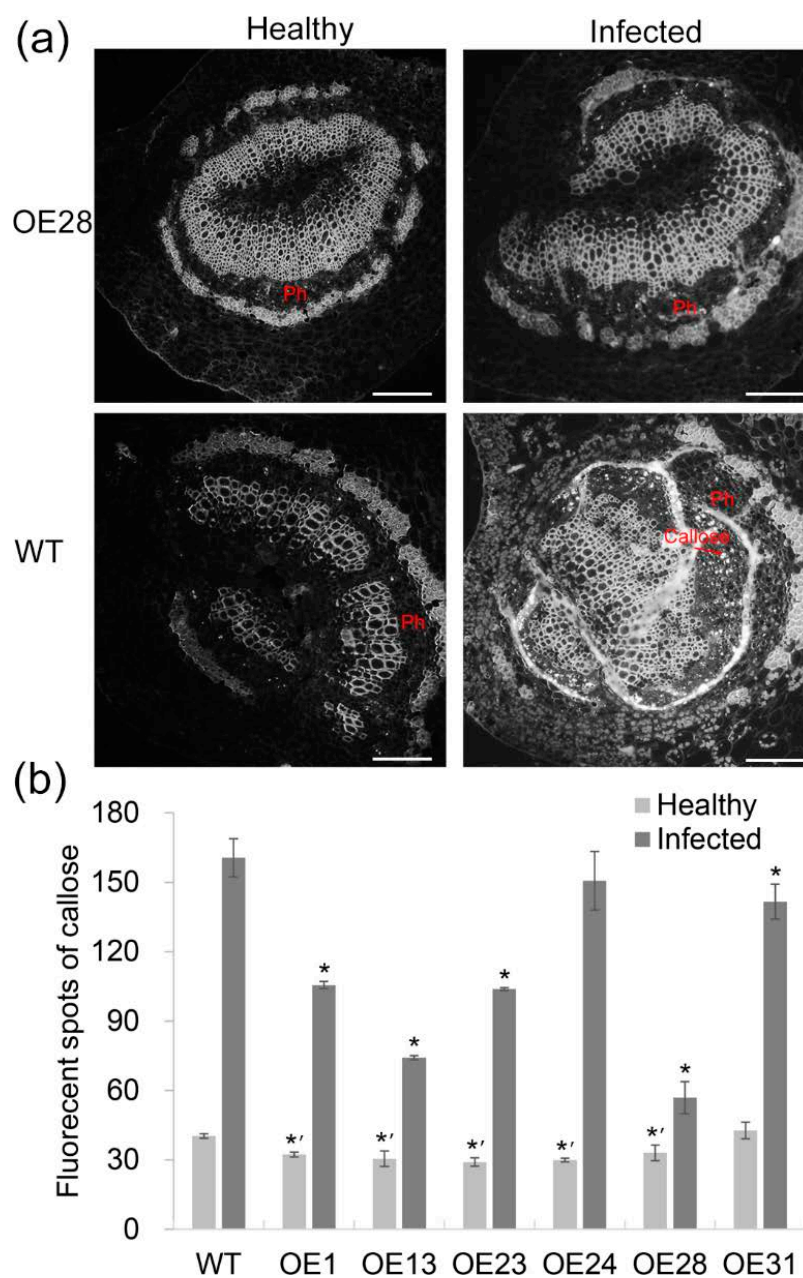 (a)
Healthy Infected
OE28
Ph
Ph
WT
Ph
Ph
Callose
(b)
180
150
120
90
60
30
0
Fluorecent spots of callose
Healthy
Infected
*
*
*
*
*
*′ *′ *′ *′ *′
WT OE1 OE13 OE23 OE24 OE28 OE31